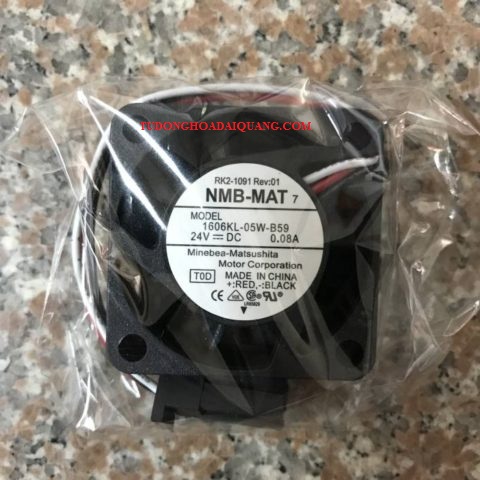 TUDONGHOADAIQUANG.COM
RK2-1091 Rev:01
NMB-MAT 7
MODEL
1606KL-05W-B59
24V ⎓ DC 0.08A
Minebea-Matsushita
Motor Corporation
T0D MADE IN CHINA
+:RED,-:BLACK